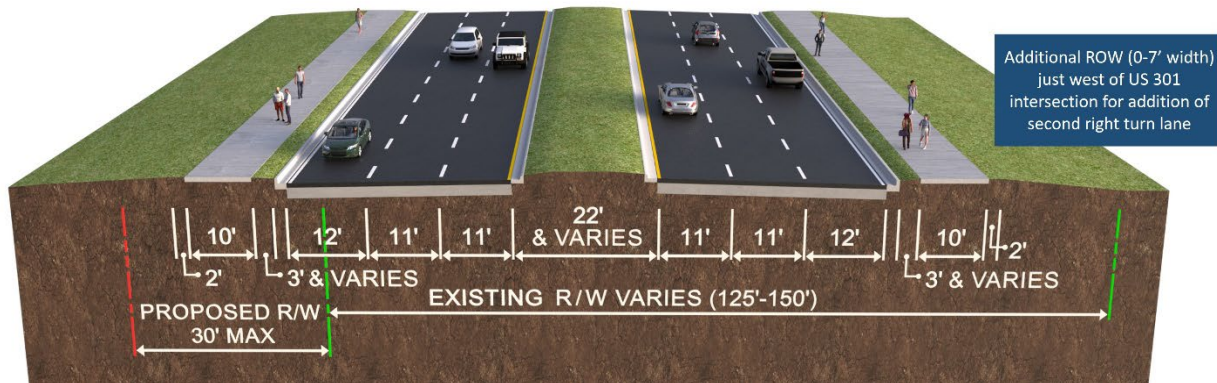 Additional ROW (0-7' width)
just west of US 301
intersection for addition of
second right turn lane
10' 12' 11' 11' 22' 11' 11' 12' 10'
& VARIES
2' 3' & VARIES 3' & VARIES 2'
EXISTING R/W VARIES (125'-150')
PROPOSED R/W
30' MAX